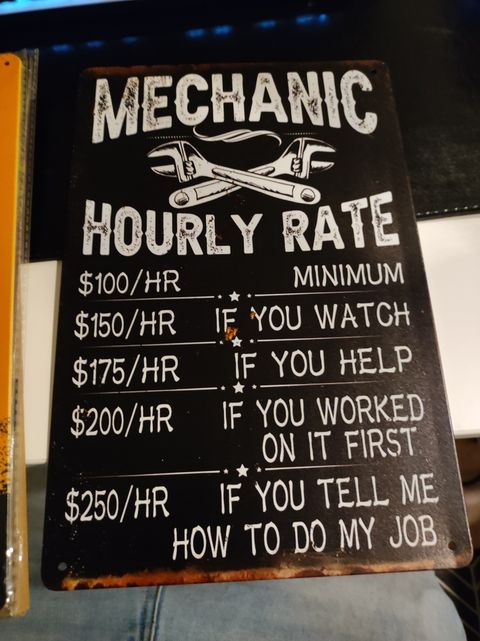 MECHANIC
HOURLY RATE
$100/HR MINIMUM
$150/HR IF YOU WATCH
$175/HR IF YOU HELP
$200/HR IF YOU WORKED
ON IT FIRST
$250/HR IF YOU TELL ME
HOW TO DO MY JOB